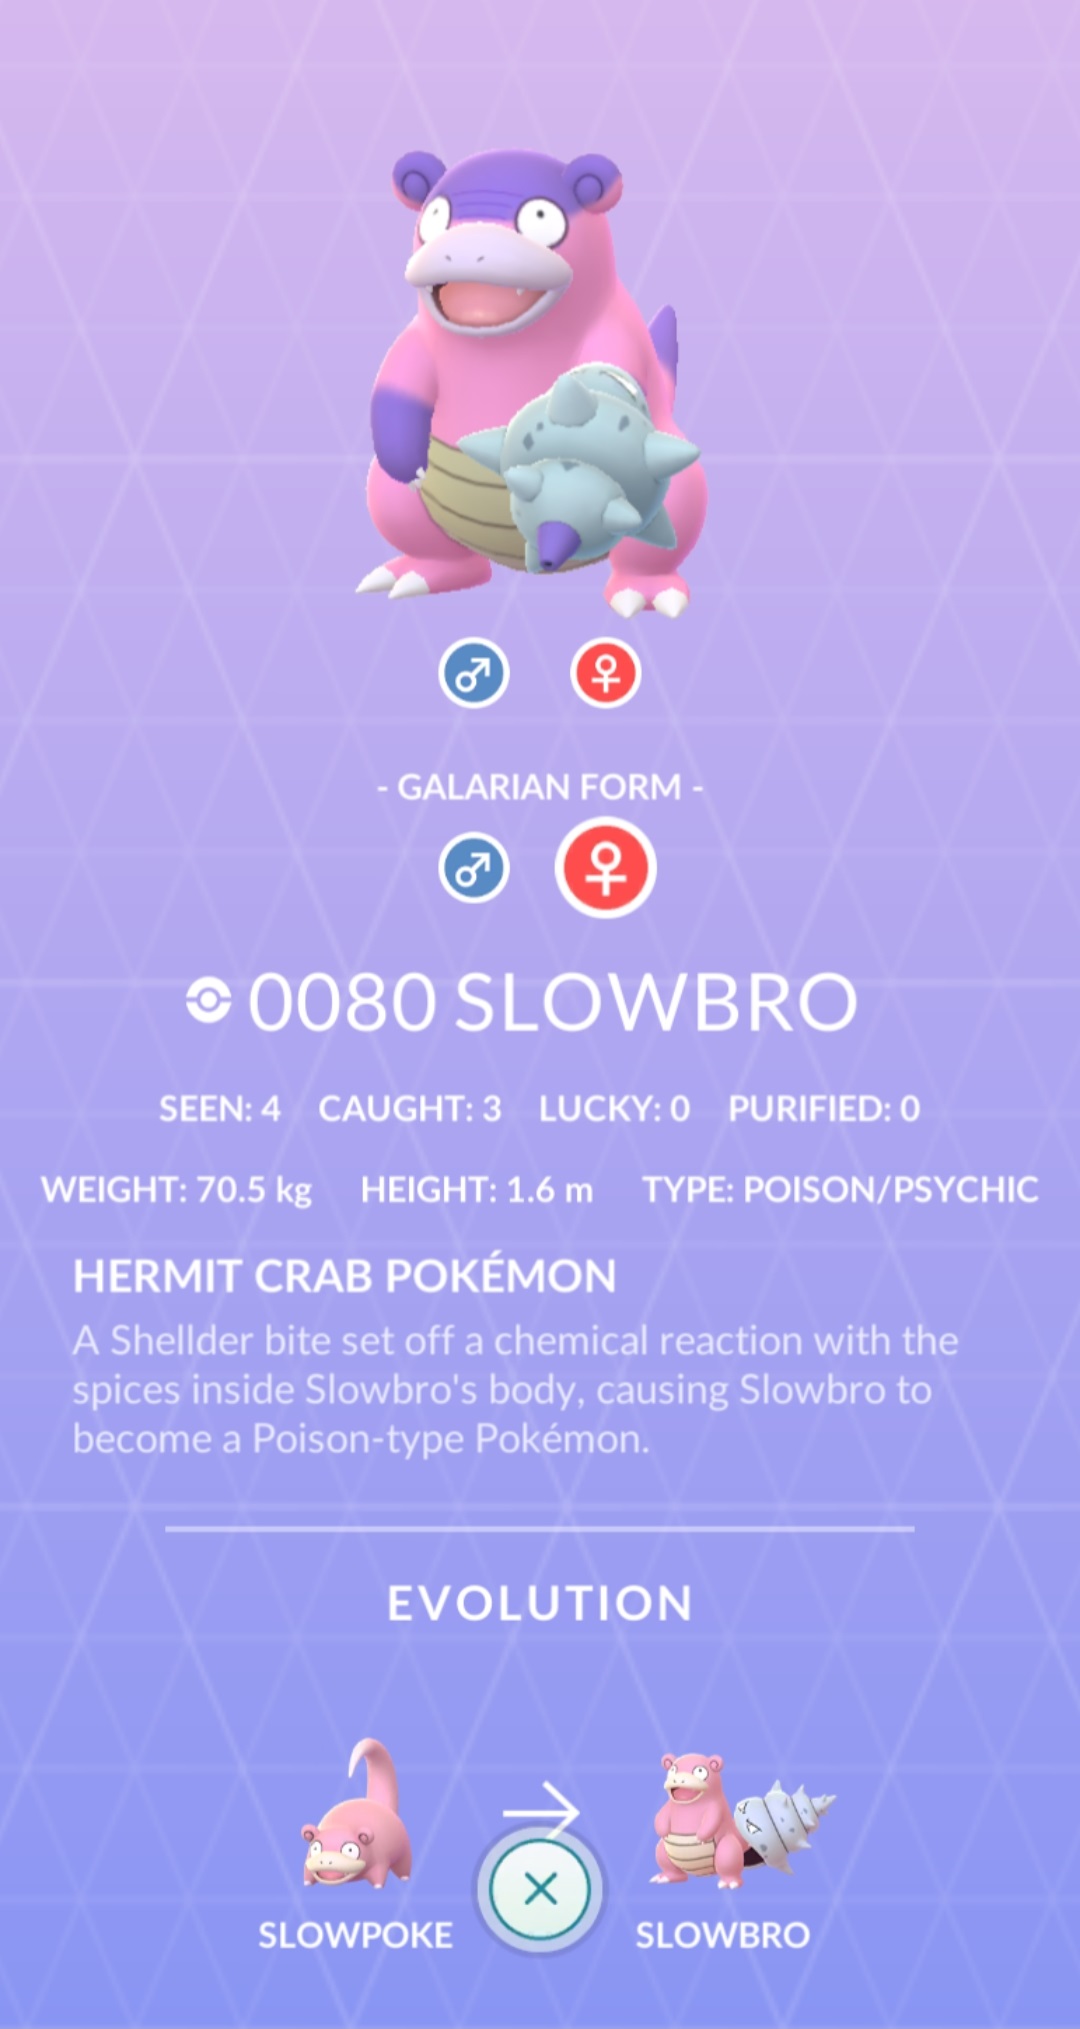 - GALARIAN FORM -
0080 SLOWBRO
SEEN: 4 CAUGHT: 3 LUCKY: 0 PURIFIED: 0
WEIGHT: 70.5 kg HEIGHT: 1.6 m TYPE: POISON/PSYCHIC
HERMIT CRAB POKÉMON
A Shellder bite set off a chemical reaction with the
spices inside Slowbro's body, causing Slowbro to
become a Poison-type Pokémon.
EVOLUTION
SLOWPOKE SLOWBRO